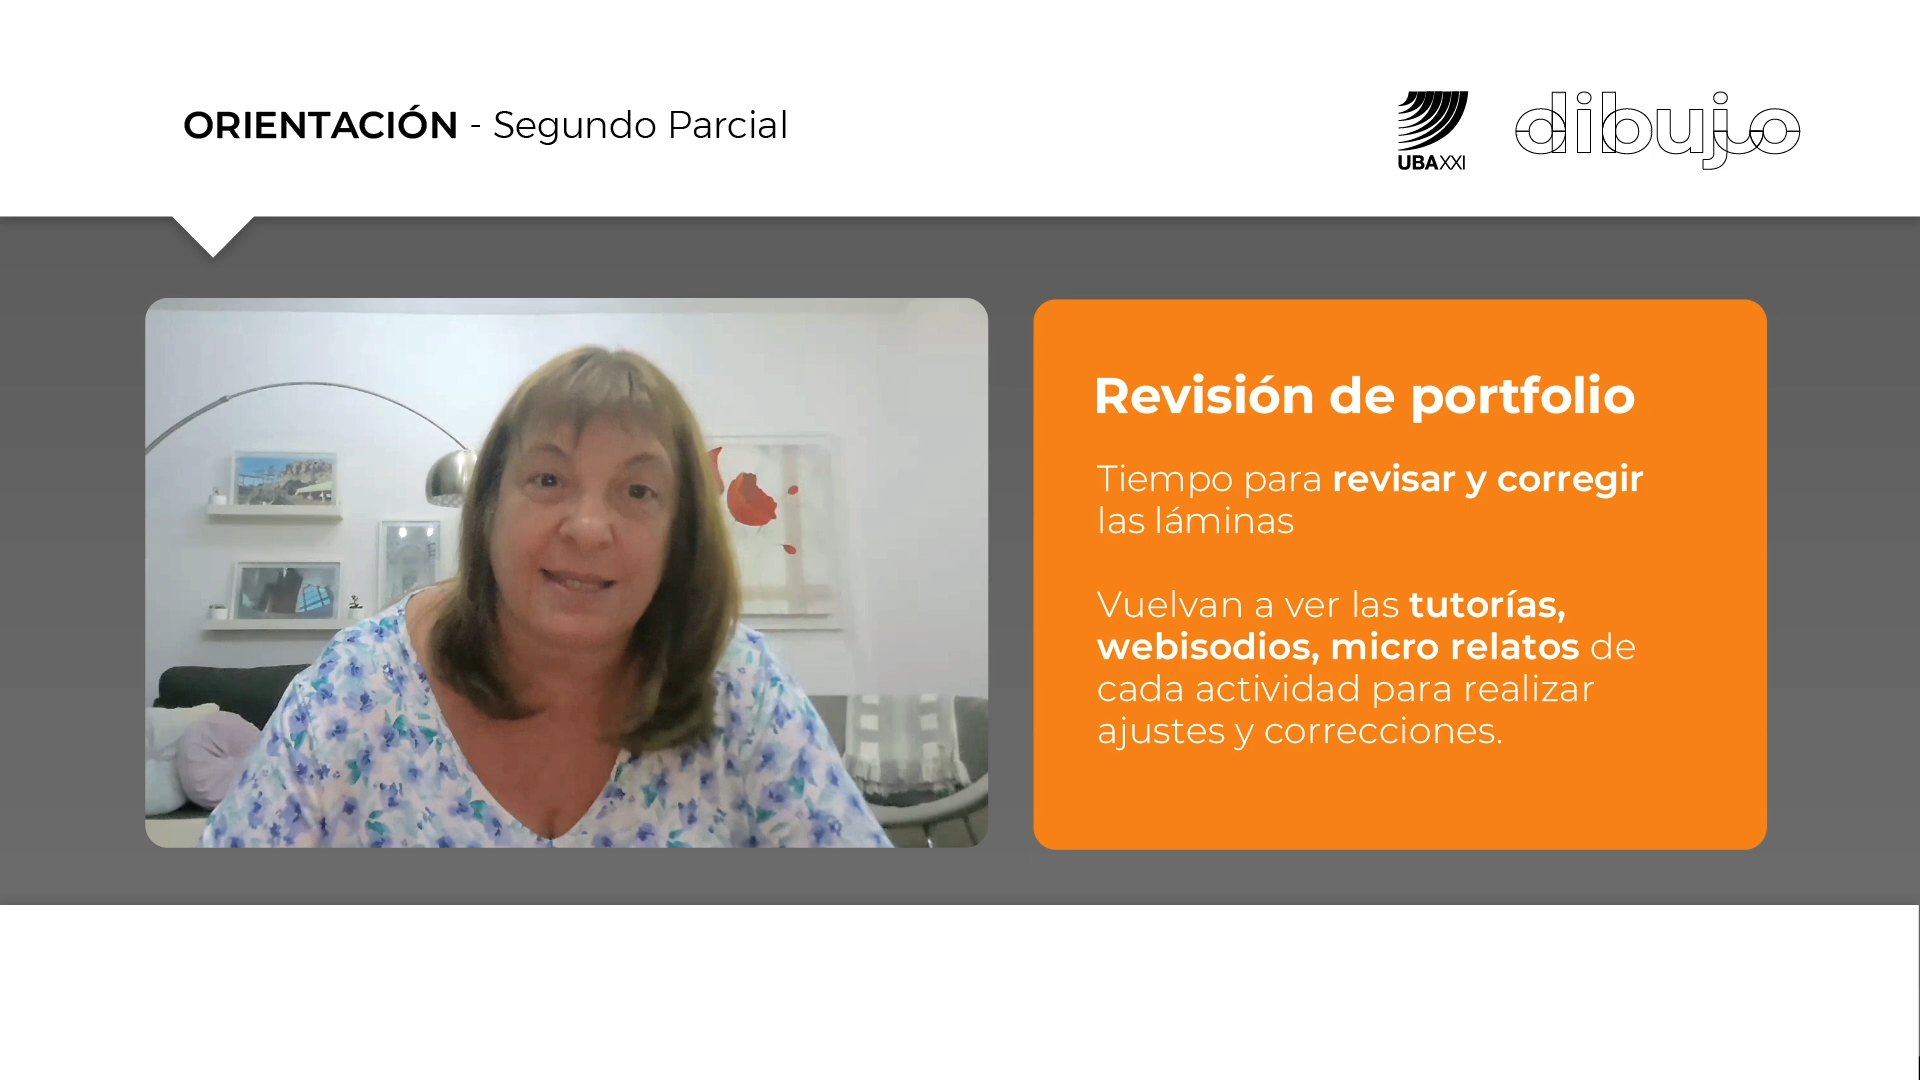 ORIENTACIÓN - Segundo Parcial
UBAXXI
dibujo
Revisión de portfolio
Tiempo para revisar y corregir
las láminas
Vuelvan a ver las tutorías,
webisodios, micro relatos de
cada actividad para realizar
ajustes y correcciones.